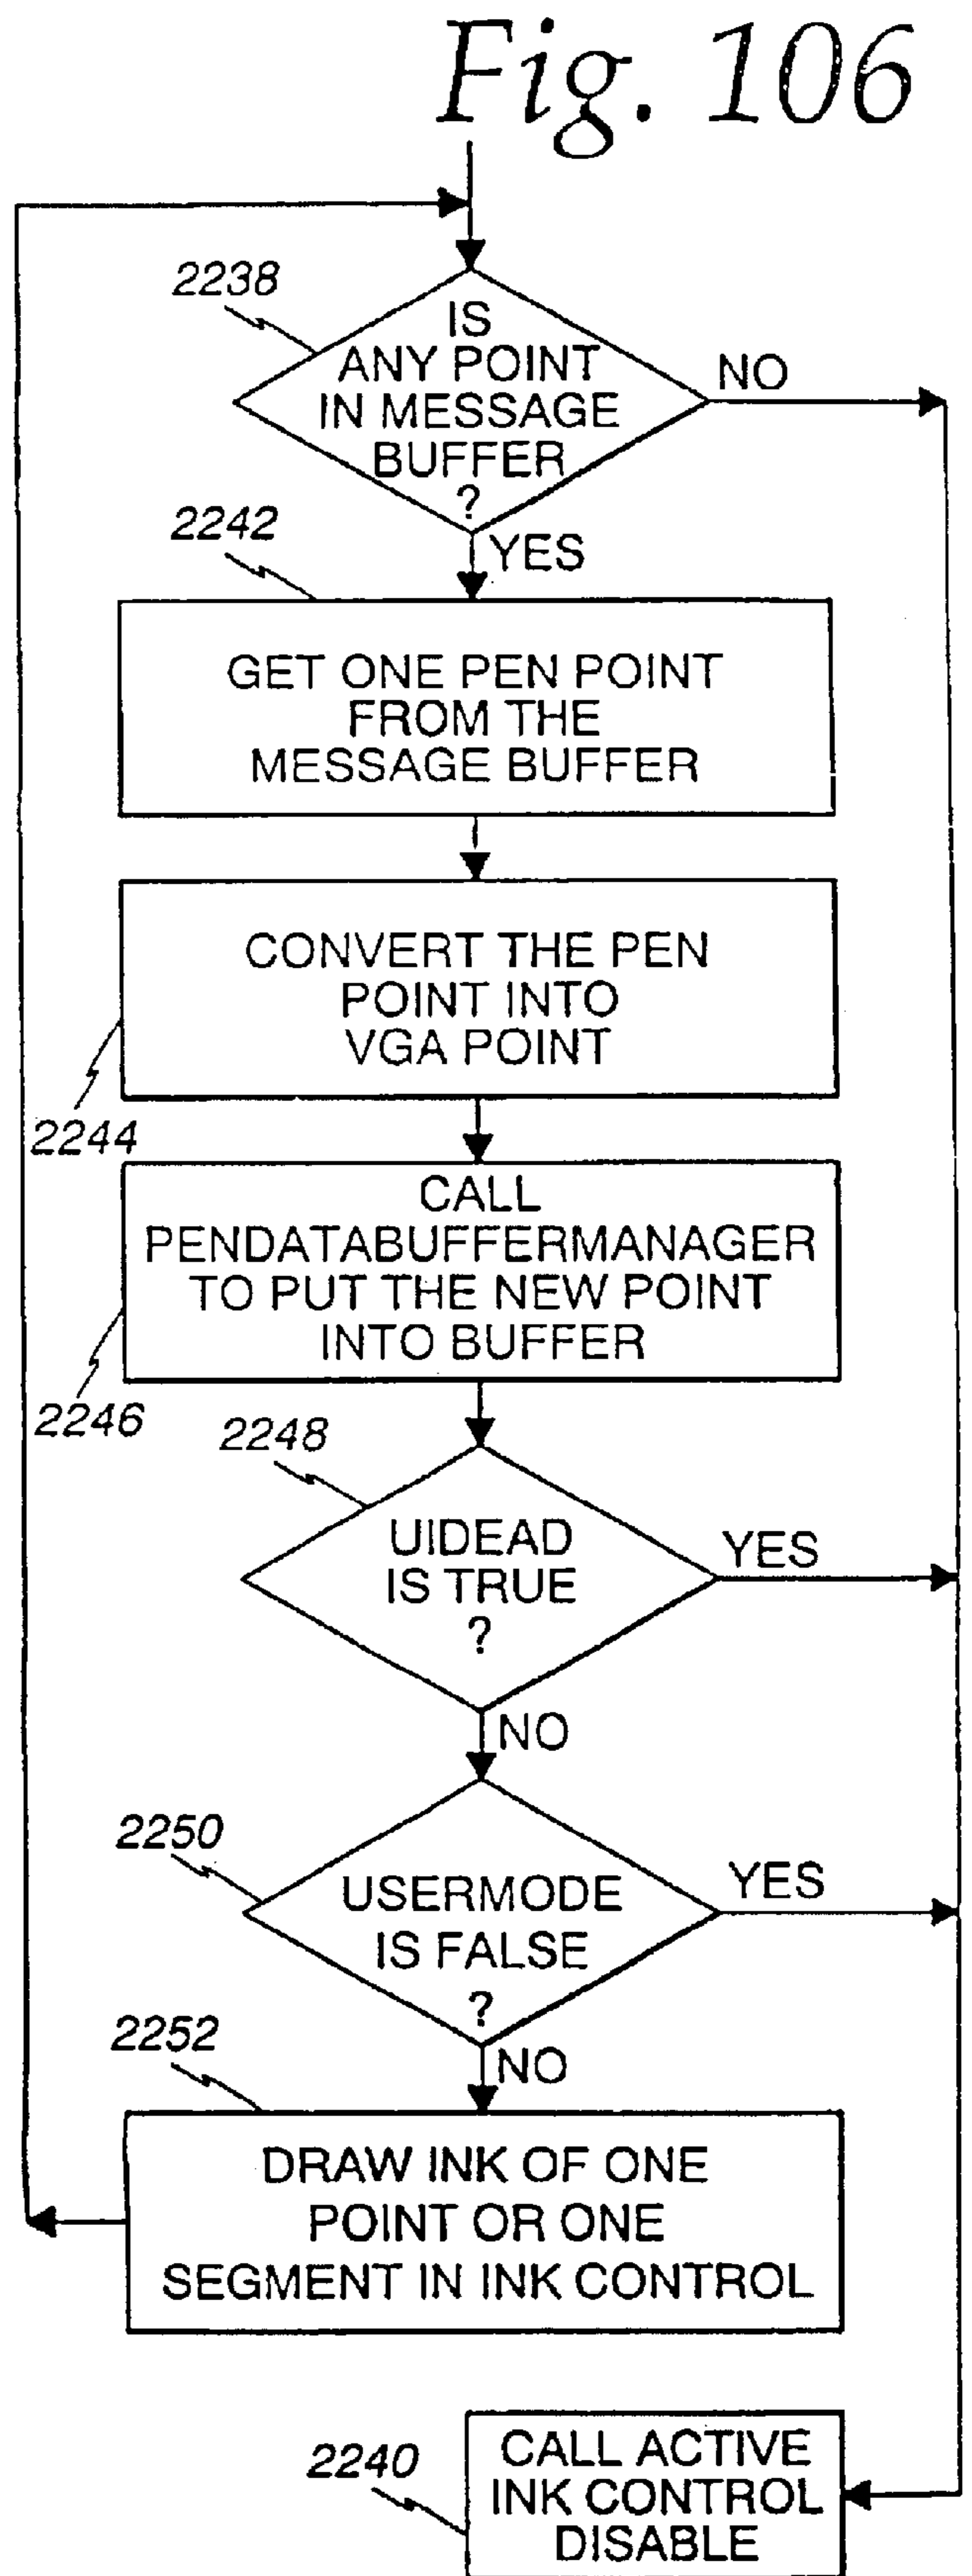 Fig. 106
2238
IS
ANY POINT
IN MESSAGE
BUFFER
?
NO
YES
2242
GET ONE PEN POINT
FROM THE
MESSAGE BUFFER
CONVERT THE PEN
POINT INTO
VGA POINT
2244
CALL
PENDATABUFFERMANAGER
TO PUT THE NEW POINT
INTO BUFFER
2246
2248
UIDEAD
IS TRUE
?
YES
NO
2250
USERMODE
IS FALSE
?
YES
NO
2252
DRAW INK OF ONE
POINT OR ONE
SEGMENT IN INK CONTROL
2240
CALL ACTIVE
INK CONTROL
DISABLE